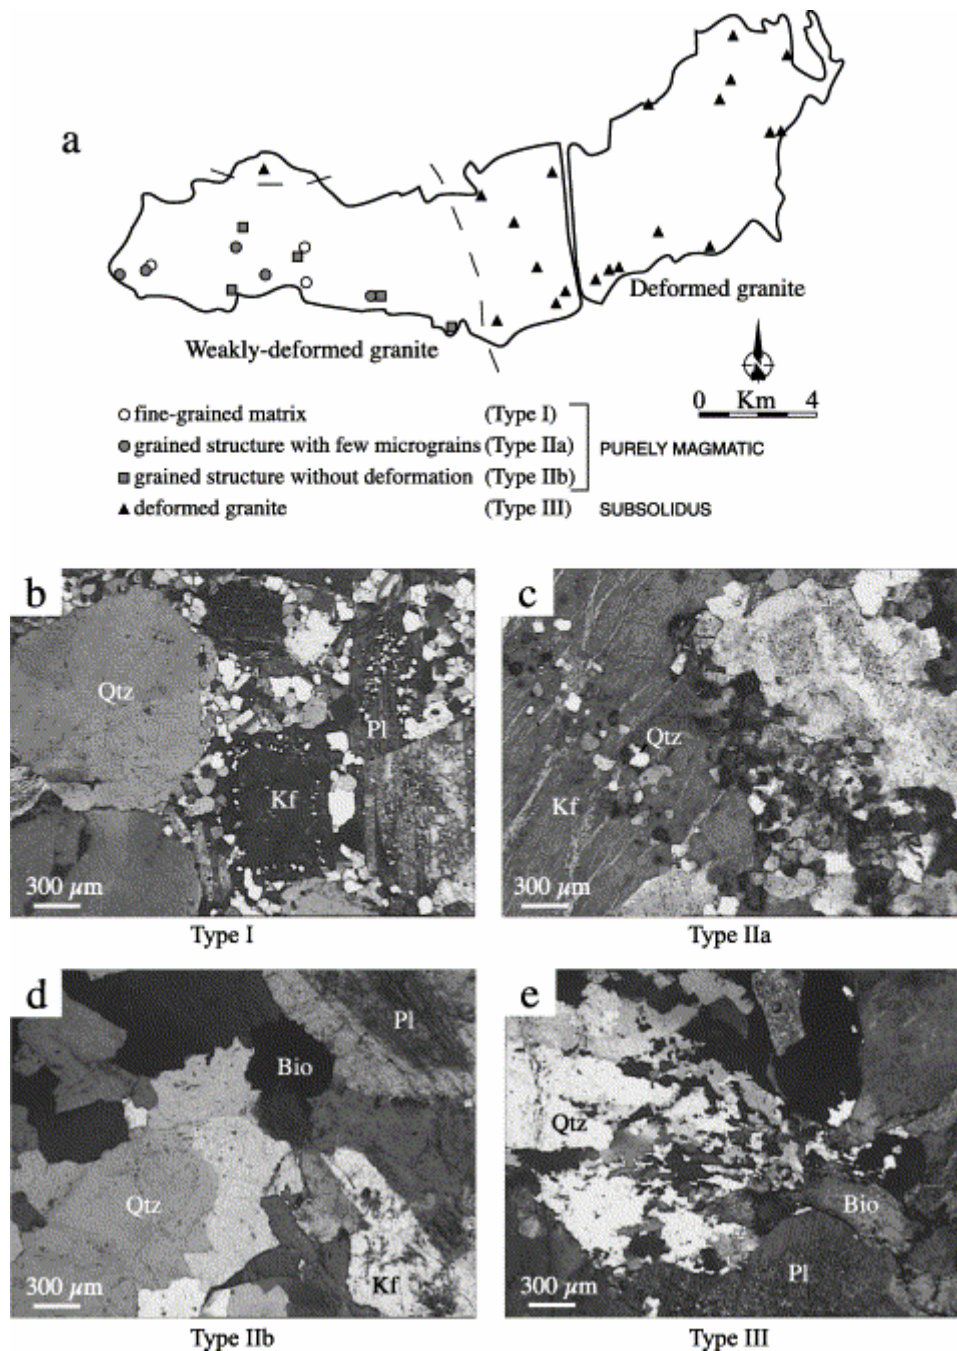 a
Deformed granite
Weakly-deformed granite
0 Km 4
fine-grained matrix (Type I)
grained structure with few micrograins (Type IIa)
PURELY MAGMATIC
grained structure without deformation (Type IIb)
deformed granite (Type III) SUBSOLIDUS
b
Qtz
Pl
Kf
300 µm
Type I
c
Qtz
Kf
300 µm
Type IIa
d
Pl
Bio
Qtz
Kf
300 µm
Type IIb
e
Qtz
Bio
Pl
300 µm
Type III